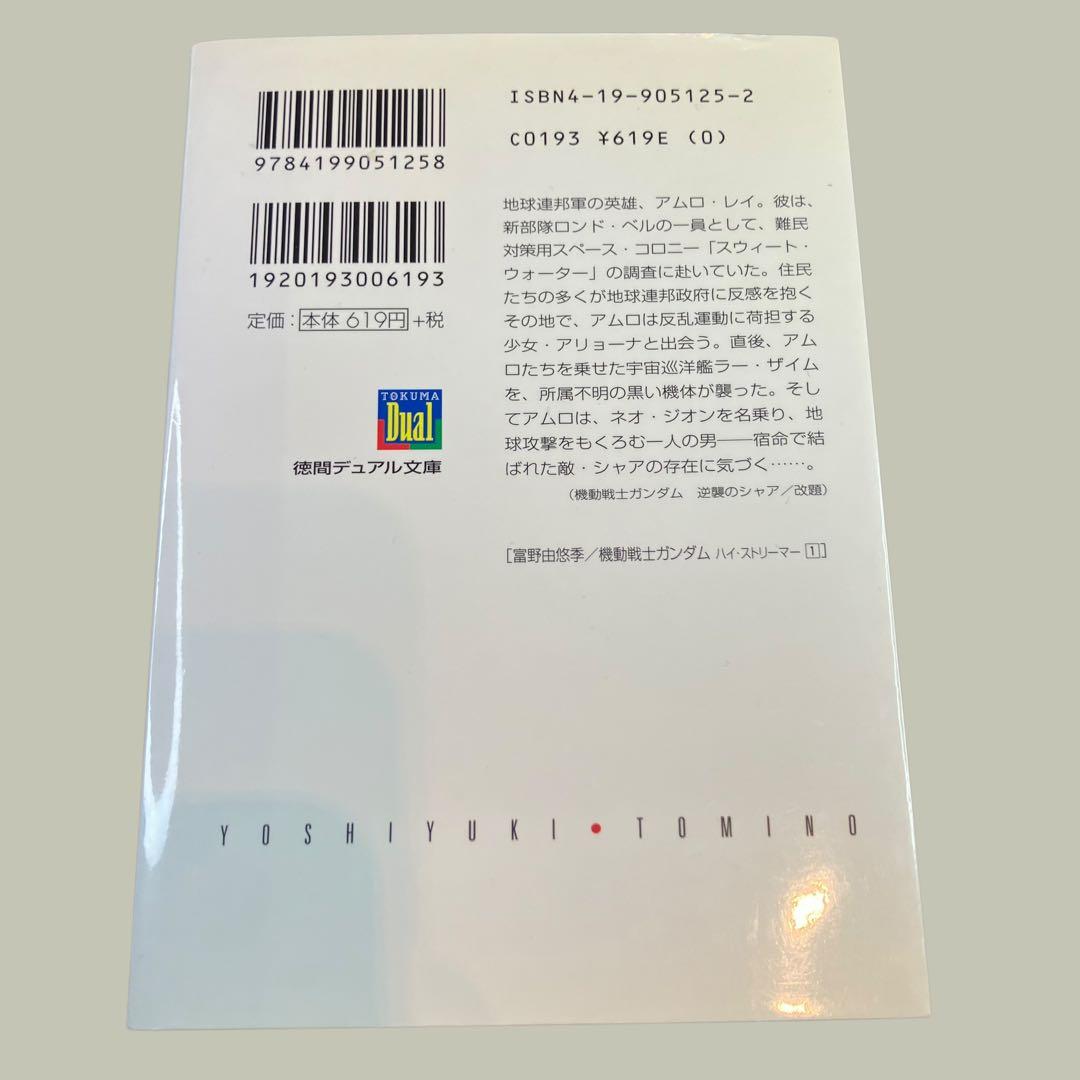 9784199051258
1920193006193
定価：本体 619円+税
TOKUMA
Dual
徳間デュアル文庫
ISBN4-19-905125-2
C0193 ¥619E (0)
地球連邦軍の英雄、アムロ・レイ。彼は、
新部隊ロンド・ベルの一員として、難民
対策用スペース・コロニー「スウィート・
ウォーター」の調査に赴いていた。住民
たちの多くが地球連邦政府に反感を抱く
その地で、アムロは反乱運動に荷担する
少女・アリョーナと出会う。直後、アム
ロたちを乗せた宇宙巡洋艦ラー・ザイム
を、所属不明の黒い機体が襲った。そし
てアムロは、ネオ・ジオンを名乗り、地
球攻撃をもくろむ一人の男――宿命で結
ばれた敵・シャアの存在に気づく……。
（機動戦士ガンダム　逆襲のシャア／改題）
［富野由悠季／機動戦士ガンダム ハイ・ストリーマー 1］
YOSHIYUKI・TOMINO